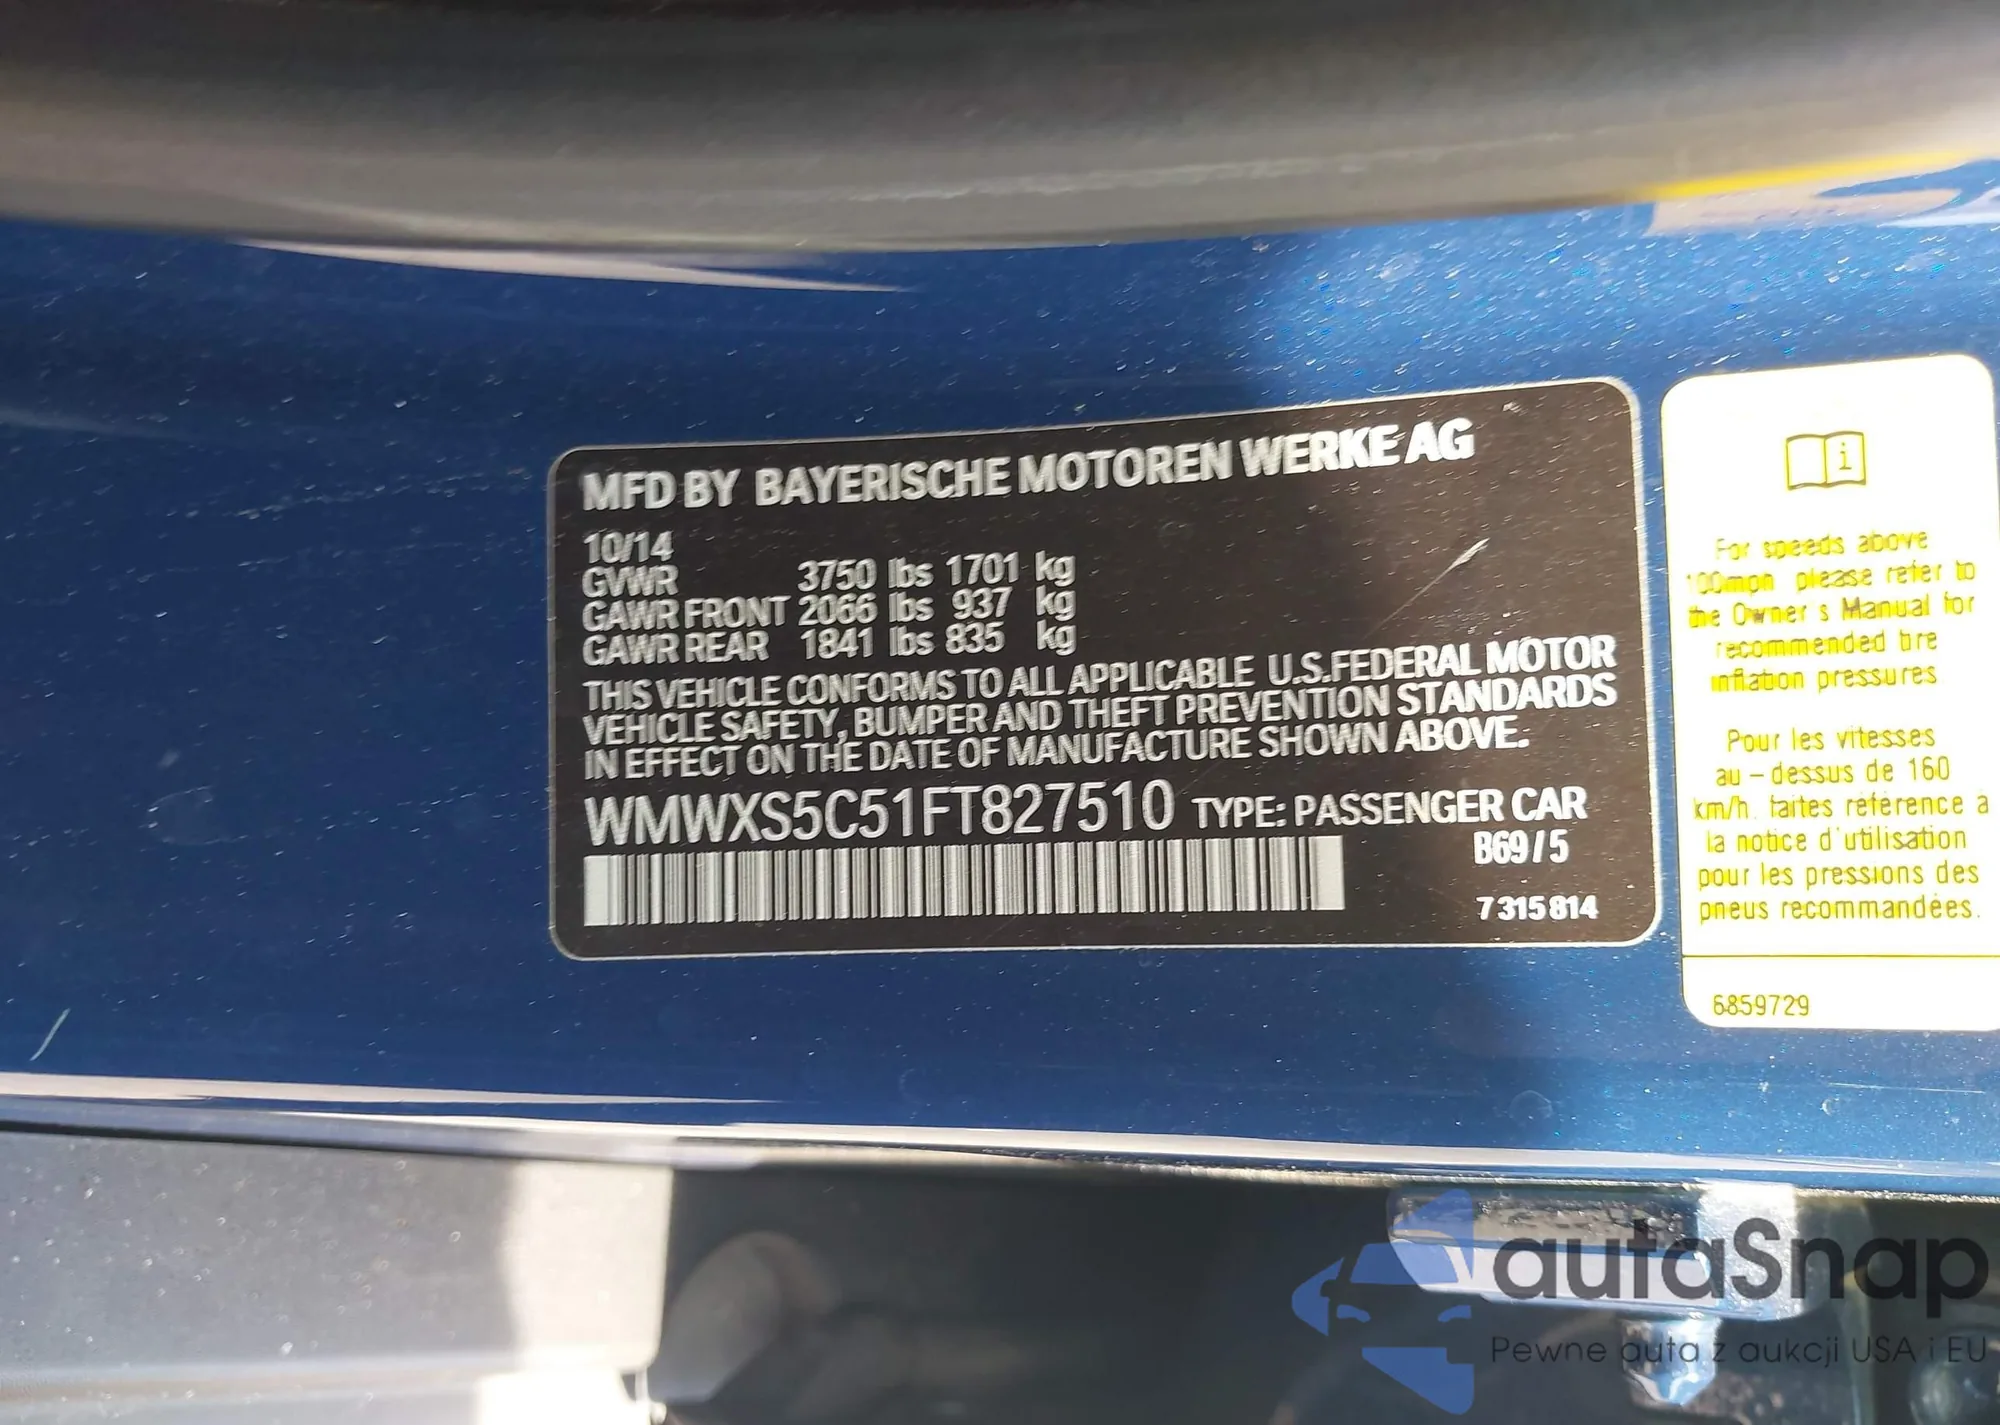 MFD BY BAYERISCHE MOTOREN WERKE AG
10/14
GVWR 3750 lbs 1701 kg
GAWR FRONT 2066 lbs 937 kg
GAWR REAR 1841 lbs 835 kg
THIS VEHICLE CONFORMS TO ALL APPLICABLE U.S.FEDERAL MOTOR
VEHICLE SAFETY, BUMPER AND THEFT PREVENTION STANDARDS
IN EFFECT ON THE DATE OF MANUFACTURE SHOWN ABOVE.
WMWXS5C51FT827510 TYPE: PASSENGER CAR
B69/5
7315814
i
For speeds above
100mph please refer to
the Owner's Manual for
recommended tire
inflation pressures
Pour les vitesses
au-dessus de 160
km/h. faites référence à
la notice d'utilisation
pour les pressions des
pneus recommandées.
6859729
autaSnap
Pewne auta z aukcji USA i EU